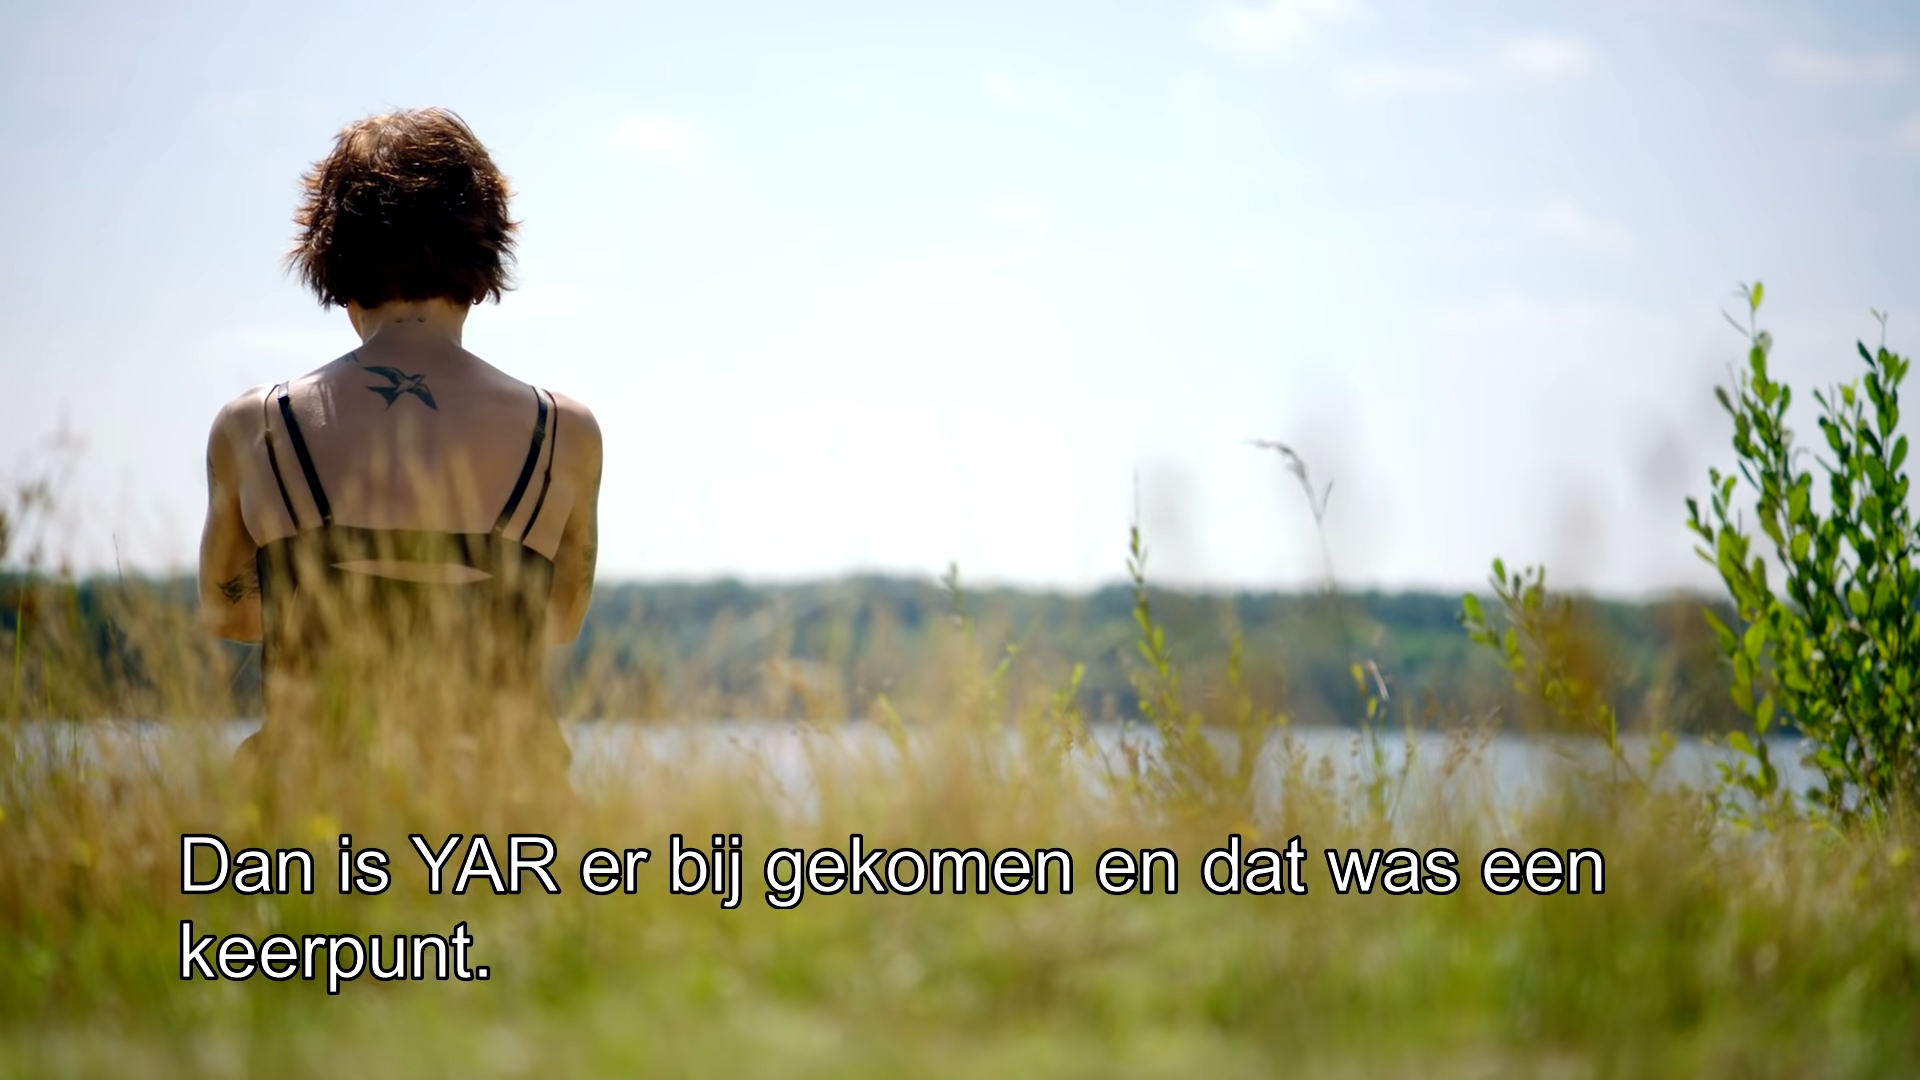 Dan is YAR er bij gekomen en dat was een
keerpunt.